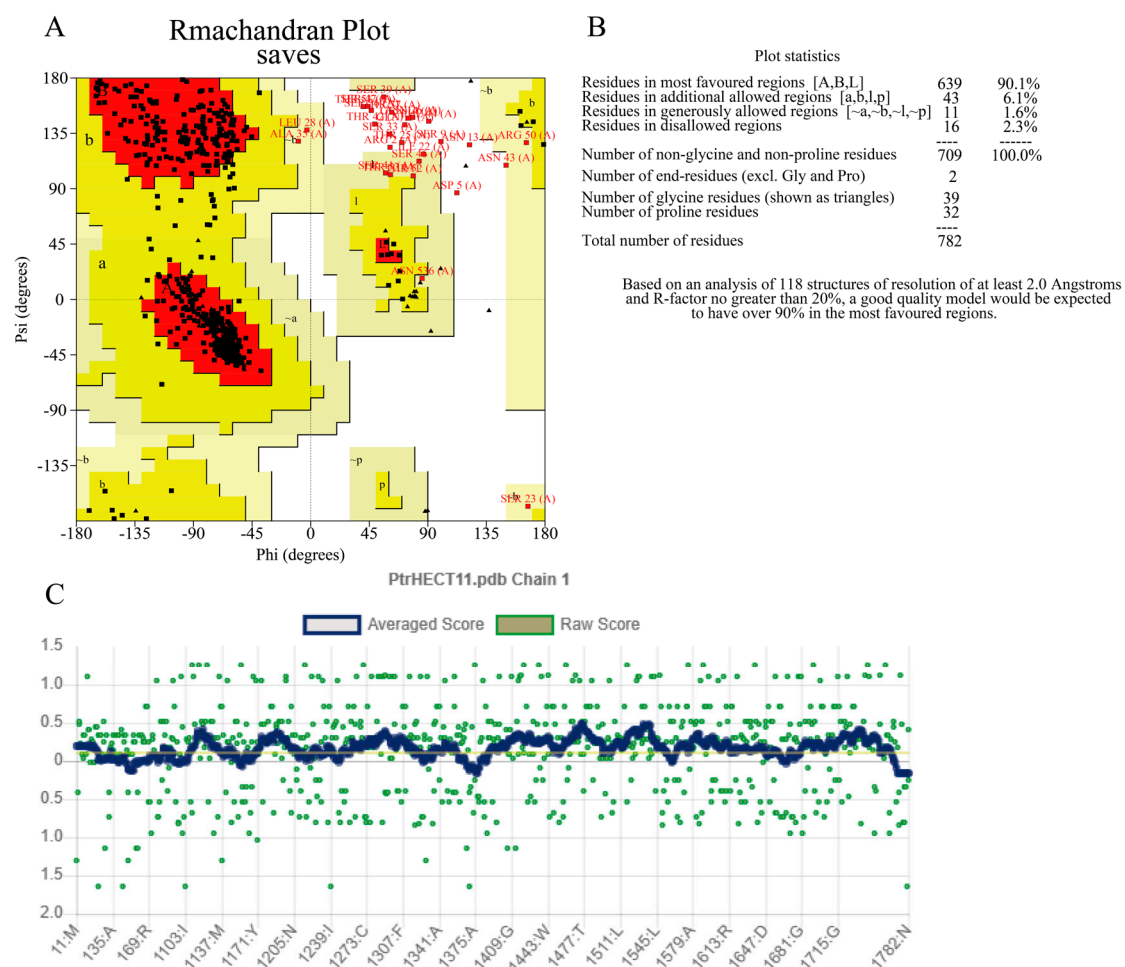 A
Rmachandran Plot
saves
B
b
~b
b
a
~a
l
~b
b
~p
p
~b
LEU 28 (A)
ALA 35 (A)
SER 39 (A)
SER 33 (A)
SER 9 (A)
ASN 13 (A)
ARG 50 (A)
ILE 22 (A)
ASN 43 (A)
ASP 5 (A)
ASN 536 (A)
SER 23 (A)
180
135
90
45
0
-45
-90
-135
Psi (degrees)
-180
-135
-90
-45
0
45
90
135
180
Phi (degrees)
Plot statistics
Residues in most favoured regions [A,B,L] 639 90.1%
Residues in additional allowed regions [a,b,l,p] 43 6.1%
Residues in generously allowed regions [~a,~b,~l,~p] 11 1.6%
Residues in disallowed regions 16 2.3%
---- ------
Number of non-glycine and non-proline residues 709 100.0%
Number of end-residues (excl. Gly and Pro) 2
Number of glycine residues (shown as triangles) 39
Number of proline residues 32
----
Total number of residues 782
Based on an analysis of 118 structures of resolution of at least 2.0 Angstroms
and R-factor no greater than 20%, a good quality model would be expected
to have over 90% in the most favoured regions.
PtrHECT11.pdb Chain 1
C
Averaged Score
Raw Score
1.5
1.0
0.5
0.1
0
0.5
1.0
1.5
2.0
11:M
135:A
169:R
1103:I
1137:M
1171:Y
1205:N
1239:I
1273:C
1307:F
1341:A
1375:A
1409:G
1443:W
1477:T
1511:L
1545:L
1579:A
1613:R
1647:D
1681:G
1715:G
1782:N